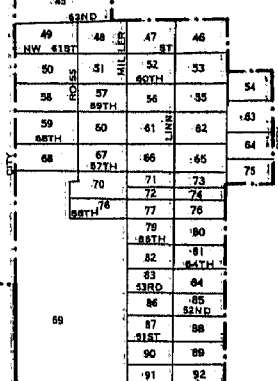 63ND
49 48 47 46
NW 61ST ST
50 51 52 53
60TH
MILLER
ROSS
58 57 56 55
59TH
54
59 60 61 62
58TH
LINN
63
64
68 67 66 65
57TH
CITY
75
70 71 73
72 74
76 77 76
56TH
79 80
55TH
82 81
54TH
83 84
53RD
86 85
52ND
69
87 88
51ST
90 89
91 92